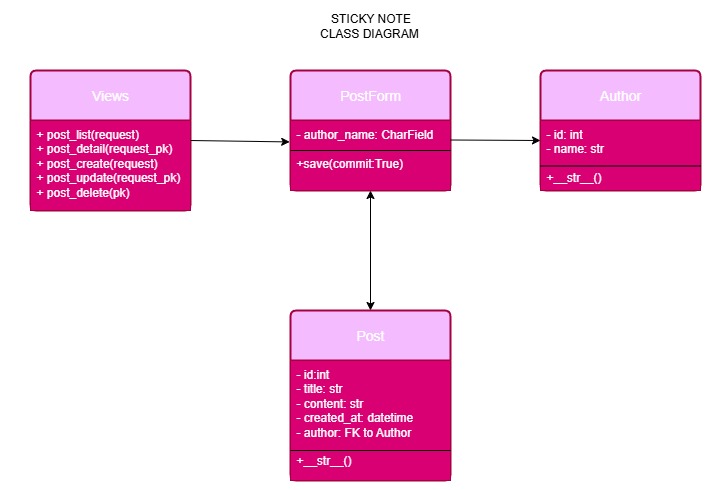 STICKY NOTE
CLASS DIAGRAM
Views
+ post_list(request)
+ post_detail(request_pk)
+ post_create(request)
+ post_update(request_pk)
+ post_delete(pk)
PostForm
- author_name: CharField
+save(commit:True)
Author
- id: int
- name: str
+__str__()
Post
- id:int
- title: str
- content: str
- created_at: datetime
- author: FK to Author
+__str__()